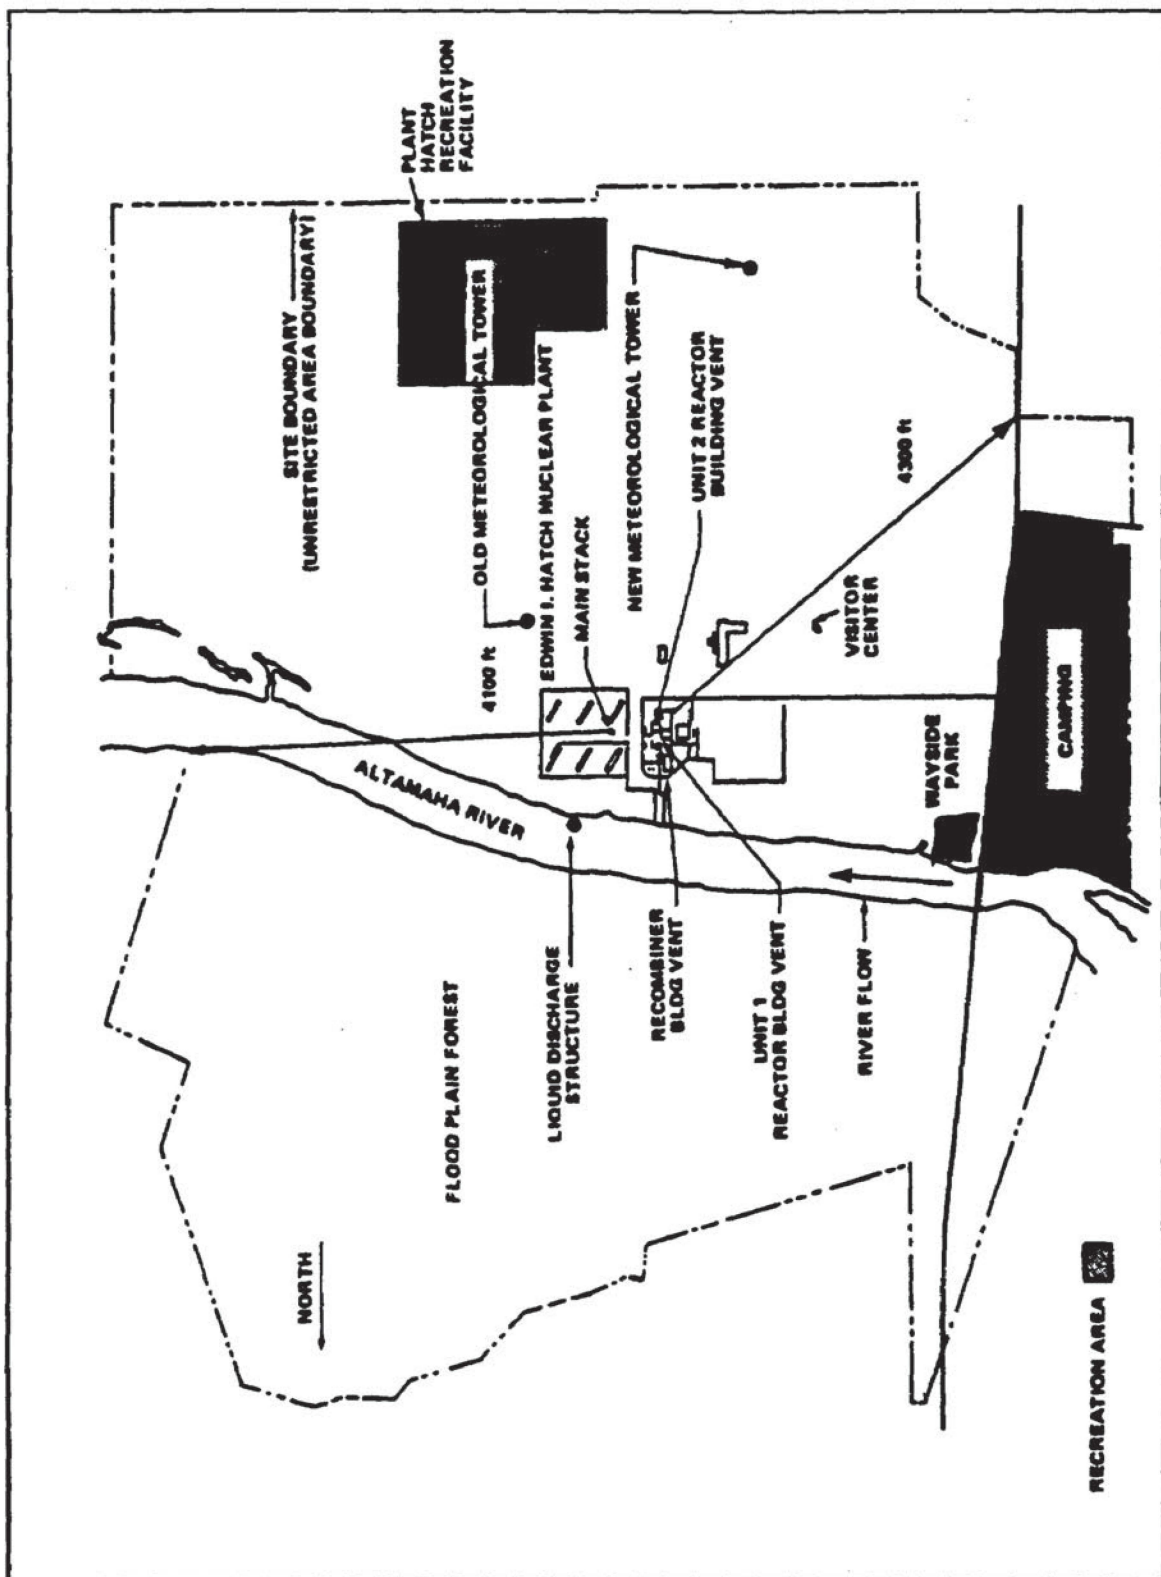 PLANT
HATCH
RECREATION
FACILITY
SITE BOUNDARY
(UNRESTRICTED AREA BOUNDARY)
OLD METEOROLOGICAL TOWER
EDWIN I. HATCH NUCLEAR PLANT
4100 ft
MAIN STACK
NEW METEOROLOGICAL TOWER
UNIT 2 REACTOR
BUILDING VENT
4300 ft
VISITOR
CENTER
ALTAMAHA RIVER
WAYSIDE
PARK
CAMPING
FLOOD PLAIN FOREST
LIQUID DISCHARGE
STRUCTURE
RECOMBINER
BLDG VENT
UNIT 1
REACTOR BLDG VENT
RIVER FLOW
NORTH
RECREATION AREA